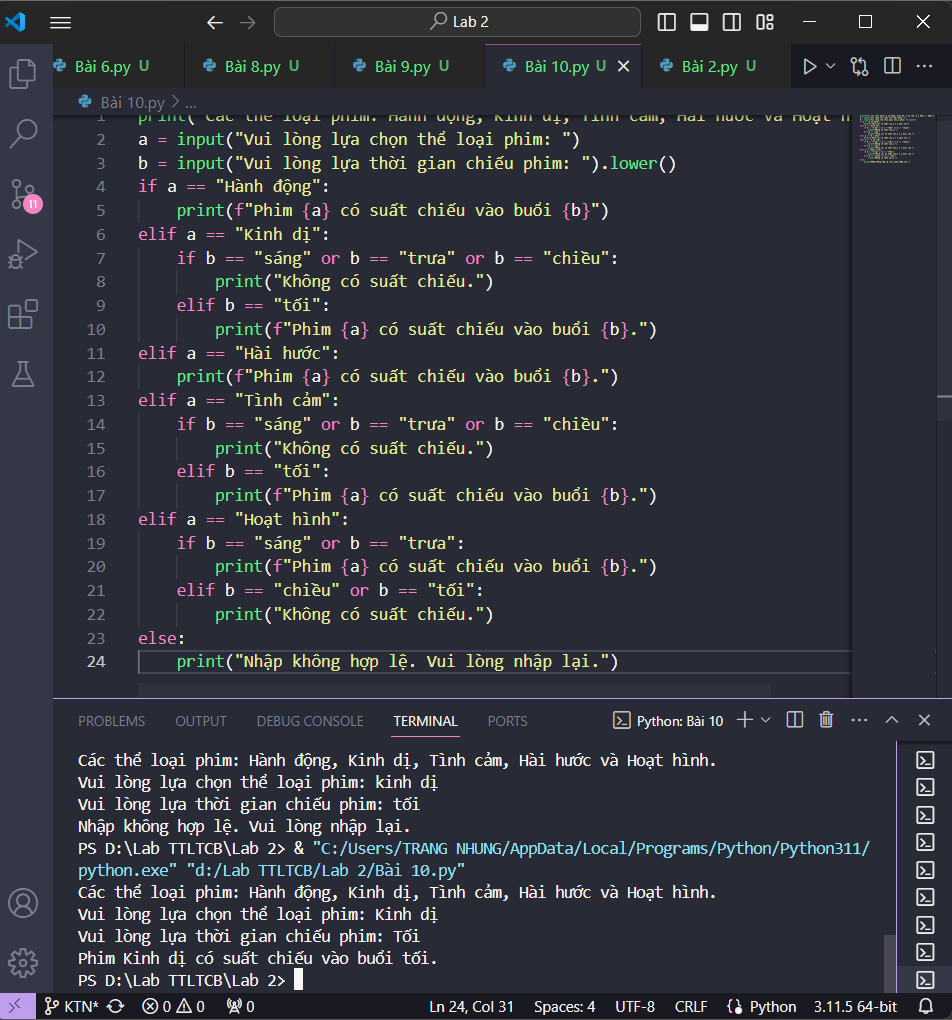 Lab 2
Bài 6.py U
Bài 8.py U
Bài 9.py U
Bài 10.py U
Bài 2.py U
Bài 10.py > ...
1 print("Các thể loại phim: Hành động, Kinh dị, Tình cảm, Hài hước và Hoạt h
2 a = input("Vui lòng lựa chọn thể loại phim: ")
3 b = input("Vui lòng lựa thời gian chiếu phim: ").lower()
4 if a == "Hành động":
5 print(f"Phim {a} có suất chiếu vào buổi {b}")
6 elif a == "Kinh dị":
7 if b == "sáng" or b == "trưa" or b == "chiều":
8 print("Không có suất chiếu.")
9 elif b == "tối":
10 print(f"Phim {a} có suất chiếu vào buổi {b}.")
11 elif a == "Hài hước":
12 print(f"Phim {a} có suất chiếu vào buổi {b}.")
13 elif a == "Tình cảm":
14 if b == "sáng" or b == "trưa" or b == "chiều":
15 print("Không có suất chiếu.")
16 elif b == "tối":
17 print(f"Phim {a} có suất chiếu vào buổi {b}.")
18 elif a == "Hoạt hình":
19 if b == "sáng" or b == "trưa":
20 print(f"Phim {a} có suất chiếu vào buổi {b}.")
21 elif b == "chiều" or b == "tối":
22 print("Không có suất chiếu.")
23 else:
24 print("Nhập không hợp lệ. Vui lòng nhập lại.")
11
PROBLEMS OUTPUT DEBUG CONSOLE TERMINAL PORTS
Python: Bài 10
Các thể loại phim: Hành động, Kinh dị, Tình cảm, Hài hước và Hoạt hình.
Vui lòng lựa chọn thể loại phim: kinh dị
Vui lòng lựa thời gian chiếu phim: tối
Nhập không hợp lệ. Vui lòng nhập lại.
PS D:\Lab TTLTCB\Lab 2> & "C:/Users/TRANG NHUNG/AppData/Local/Programs/Python/Python311/
python.exe" "d:/Lab TTLTCB/Lab 2/Bài 10.py"
Các thể loại phim: Hành động, Kinh dị, Tình cảm, Hài hước và Hoạt hình.
Vui lòng lựa chọn thể loại phim: Kinh dị
Vui lòng lựa thời gian chiếu phim: Tối
Phim Kinh dị có suất chiếu vào buổi tối.
PS D:\Lab TTLTCB\Lab 2>
KTN* 0 0 0 Ln 24, Col 31 Spaces: 4 UTF-8 CRLF Python 3.11.5 64-bit